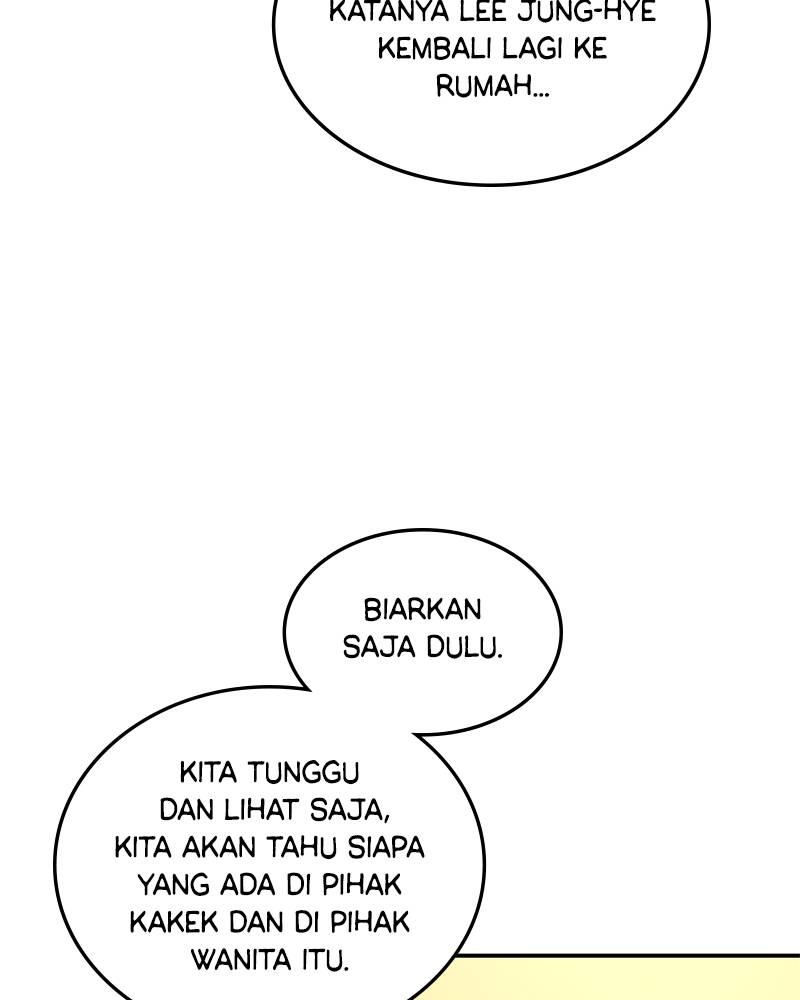 KATANYA LEE JUNG-HYE
KEMBALI LAGI KE
RUMAH...
BIARKAN
SAJA DULU.
KITA TUNGGU
DAN LIHAT SAJA,
KITA AKAN TAHU SIAPA
YANG ADA DI PIHAK
KAKEK DAN DI PIHAK
WANITA ITU.